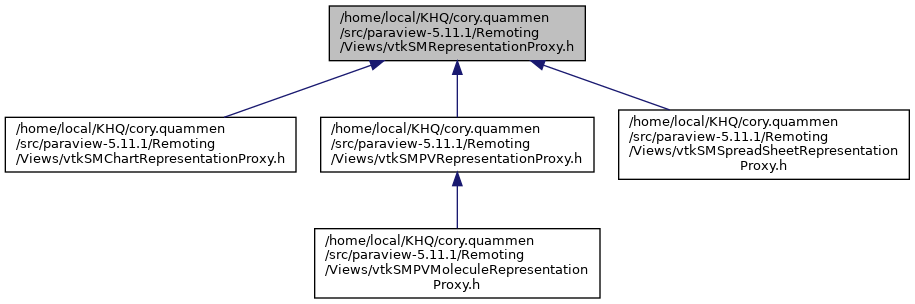 /home/local/KHQ/cory.quammen
/src/paraview-5.11.1/Remoting
/Views/vtkSMRepresentationProxy.h
/home/local/KHQ/cory.quammen
/src/paraview-5.11.1/Remoting
/Views/vtkSMChartRepresentationProxy.h
/home/local/KHQ/cory.quammen
/src/paraview-5.11.1/Remoting
/Views/vtkSMPVRepresentationProxy.h
/home/local/KHQ/cory.quammen
/src/paraview-5.11.1/Remoting
/Views/vtkSMSpreadSheetRepresentation
Proxy.h
/home/local/KHQ/cory.quammen
/src/paraview-5.11.1/Remoting
/Views/vtkSMPVMoleculeRepresentation
Proxy.h